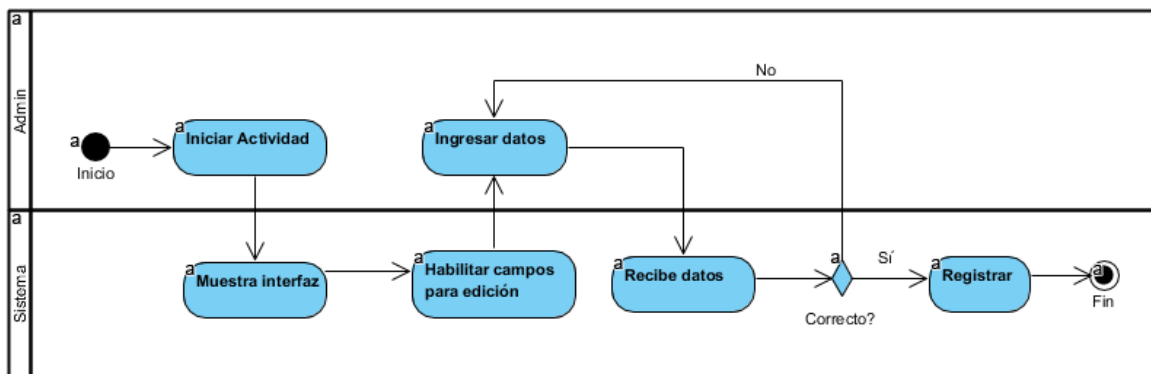 a
Admin
a
Inicio
a
Iniciar Actividad
a
Ingresar datos
No
a
Sistema
a
Muestra interfaz
a
Habilitar campos
para edición
a
Recibe datos
a
Correcto?
Sí
a
Registrar
a
Fin